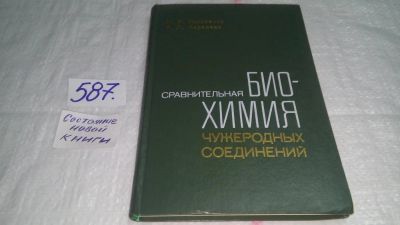 587.
Состояние
новой
книги
СРАВНИТЕЛЬНАЯ
БИО-
ХИМИЯ
ЧУЖЕРОДНЫХ
СОЕДИНЕНИЙ